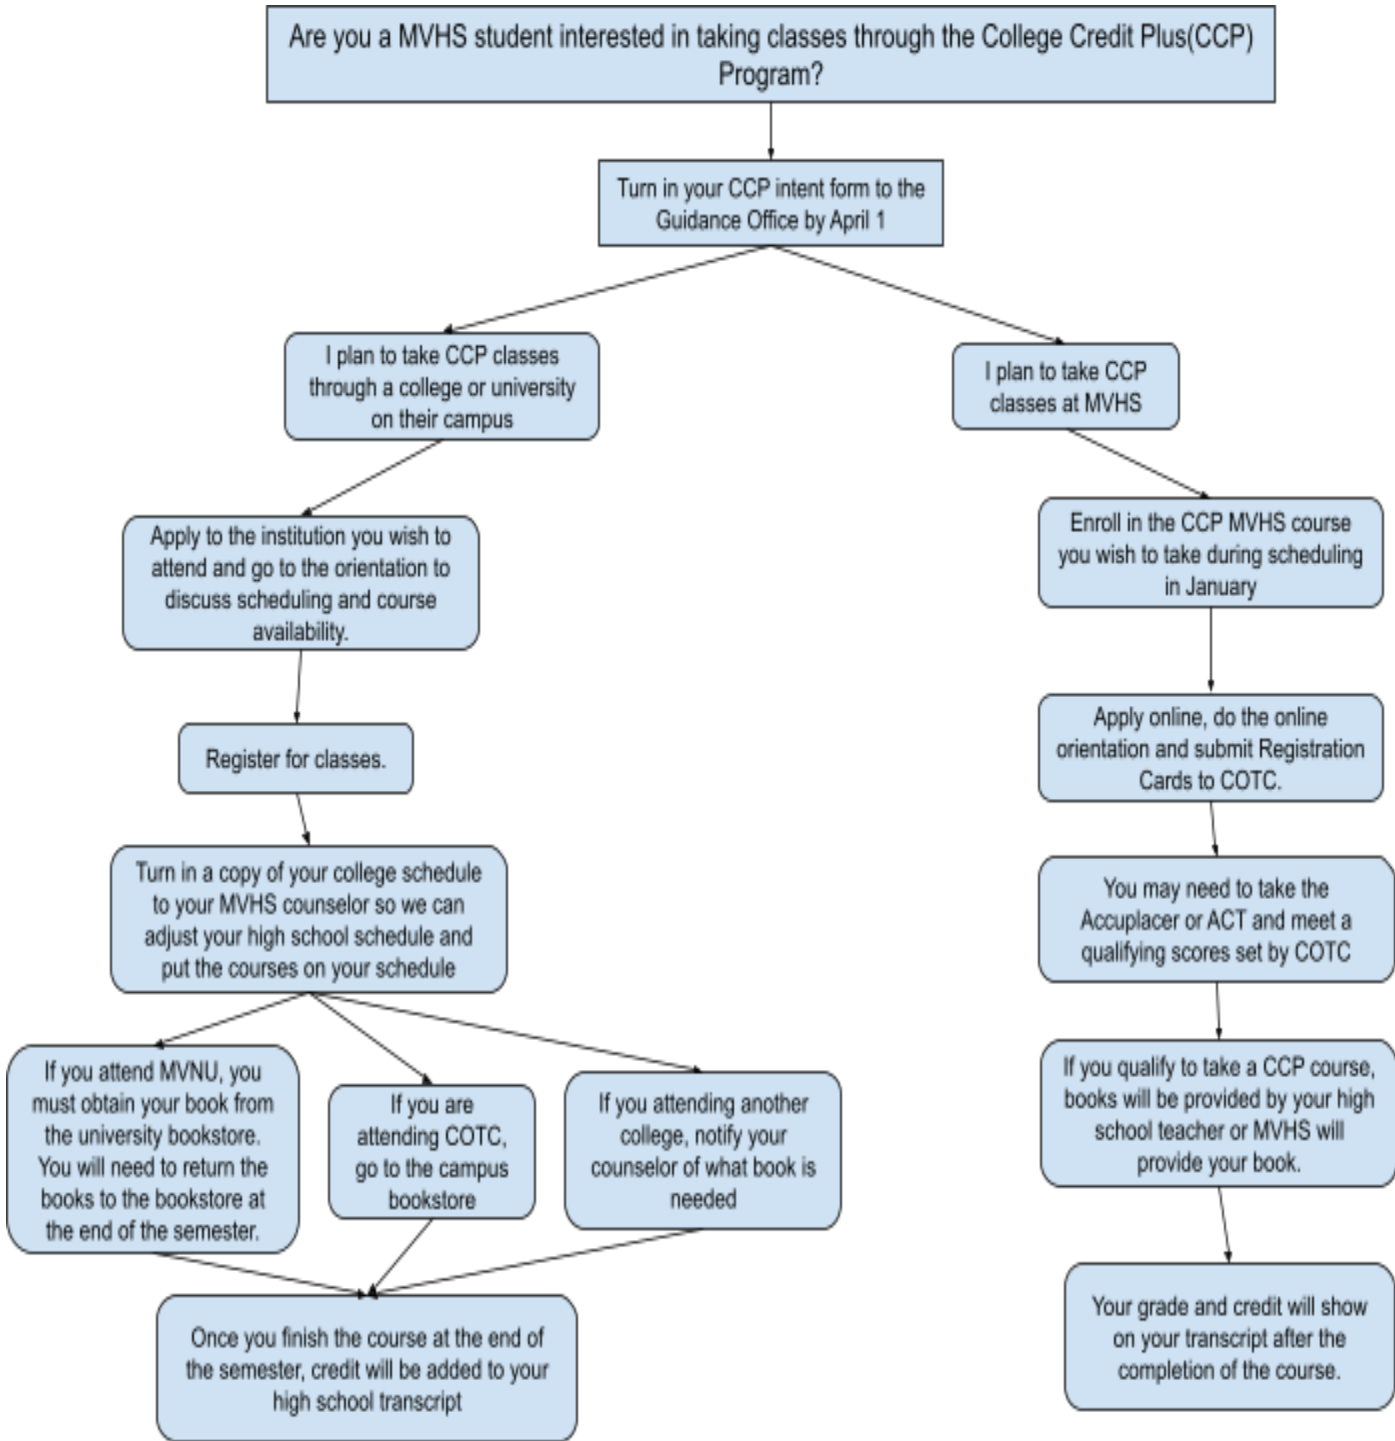 Are you a MVHS student interested in taking classes through the College Credit Plus(CCP)
Program?
Turn in your CCP intent form to the
Guidance Office by April 1
I plan to take CCP classes
through a college or university
on their campus
I plan to take CCP
classes at MVHS
Apply to the institution you wish to
attend and go to the orientation to
discuss scheduling and course
availability.
Enroll in the CCP MVHS course
you wish to take during scheduling
in January
Register for classes.
Apply online, do the online
orientation and submit Registration
Cards to COTC.
Turn in a copy of your college schedule
to your MVHS counselor so we can
adjust your high school schedule and
put the courses on your schedule
You may need to take the
Accuplacer or ACT and meet a
qualifying scores set by COTC
If you attend MVNU, you
must obtain your book from
the university bookstore.
You will need to return the
books to the bookstore at
the end of the semester.
If you are
attending COTC,
go to the campus
bookstore
If you attending another
college, notify your
counselor of what book is
needed
If you qualify to take a CCP course,
books will be provided by your high
school teacher or MVHS will
provide your book.
Once you finish the course at the end of
the semester, credit will be added to your
high school transcript
Your grade and credit will show
on your transcript after the
completion of the course.